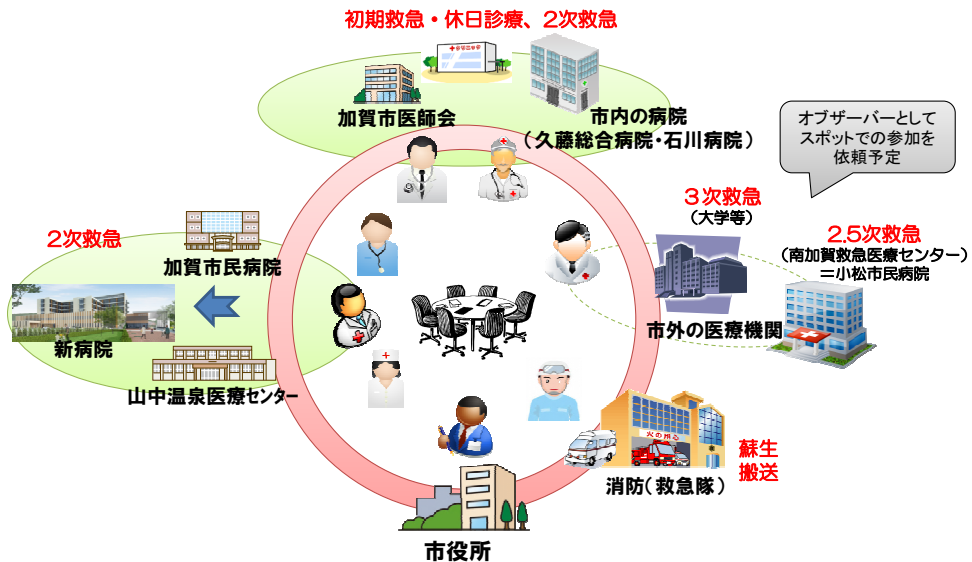 初期救急・休日診療、2次救急
加賀市医師会
市内の病院
（久藤総合病院・石川病院）
オブザーバーとして
スポットでの参加を
依頼予定
3次救急
（大学等）
2.5次救急
（南加賀救急医療センター）
＝小松市民病院
市外の医療機関
2次救急
加賀市民病院
新病院
山中温泉医療センター
火の用心
蘇生
搬送
消防（救急隊）
市役所